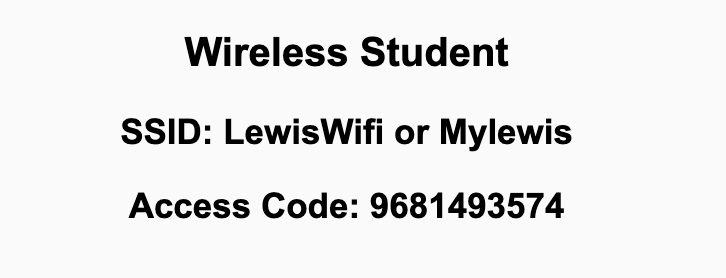 Wireless Student
SSID: LewisWifi or Mylewis
Access Code: 9681493574